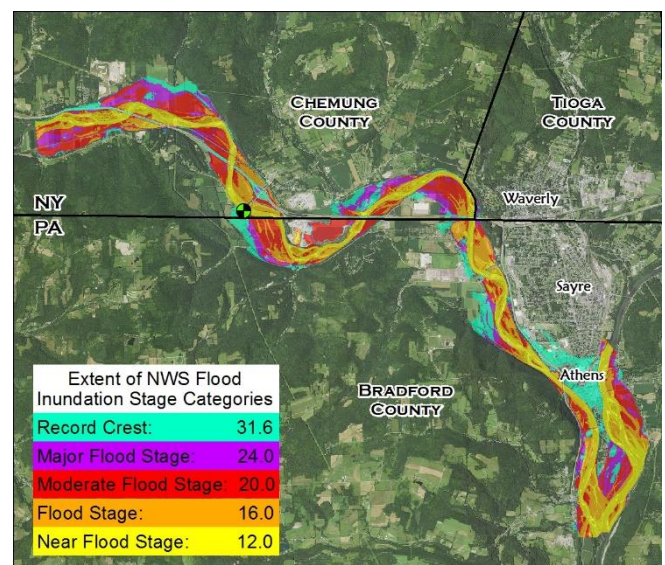 CHEMUNG
COUNTY
TIOGA
COUNTY
NY
PA
Waverly
Sayre
Athens
BRADFORD
COUNTY
Extent of NWS Flood
Inundation Stage Categories
Record Crest: 31.6
Major Flood Stage: 24.0
Moderate Flood Stage: 20.0
Flood Stage: 16.0
Near Flood Stage: 12.0